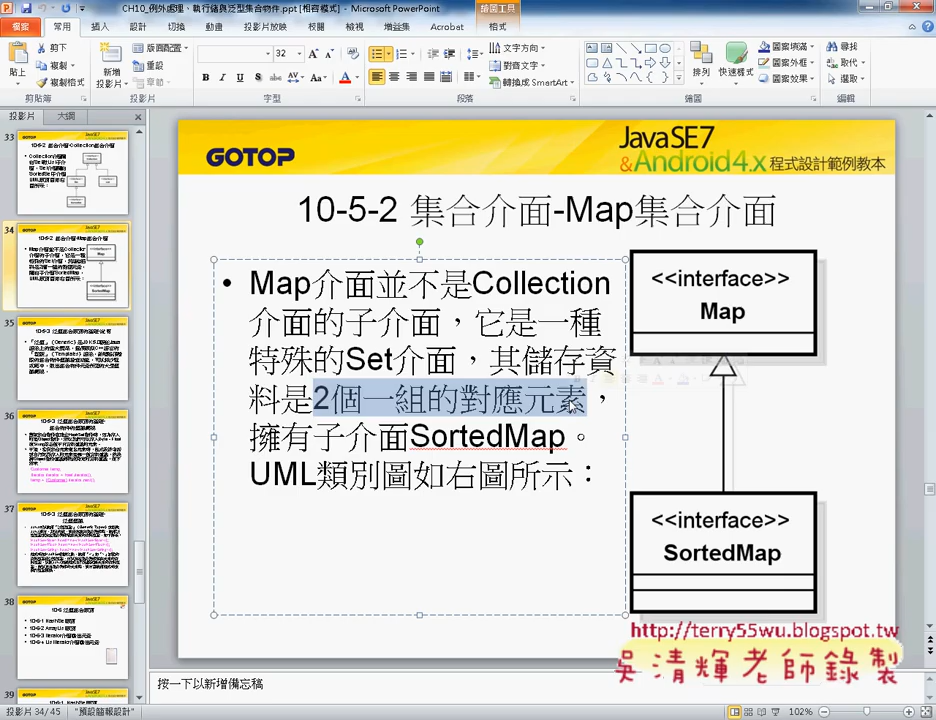 CH10_例外處理、執行緒與泛型集合物件.ppt [相容模式] - Microsoft PowerPoint
繪圖工具
檔案 常用 插入 設計 切換 動畫 投影片放映 校閱 檢視 增益集 Acrobat 格式
貼上 剪下 複製 複製格式 剪貼簿
新增投影片 版面配置 重設 章節 投影片
32 字型
文字方向 對齊文字 轉換成 SmartArt 段落
排列 快速樣式 圖案填滿 圖案外框 圖案效果 繪圖
尋找 取代 選取 編輯
投影片 大綱
33
34
35
36
37
38
39
GOTOP
JavaSE7
&Android4.x 程式設計範例教本
10-5-2 集合介面-Map集合介面
• Map介面並不是Collection
介面的子介面，它是一種
特殊的Set介面，其儲存資
料是2個一組的對應元素，
擁有子介面SortedMap。
UML類別圖如右圖所示：
<<interface>>
Map
<<interface>>
SortedMap
http://terry55wu.blogspot.tw
吳清輝老師錄製
按一下以新增備忘稿
投影片 34/45 "預設簡報設計" 102%